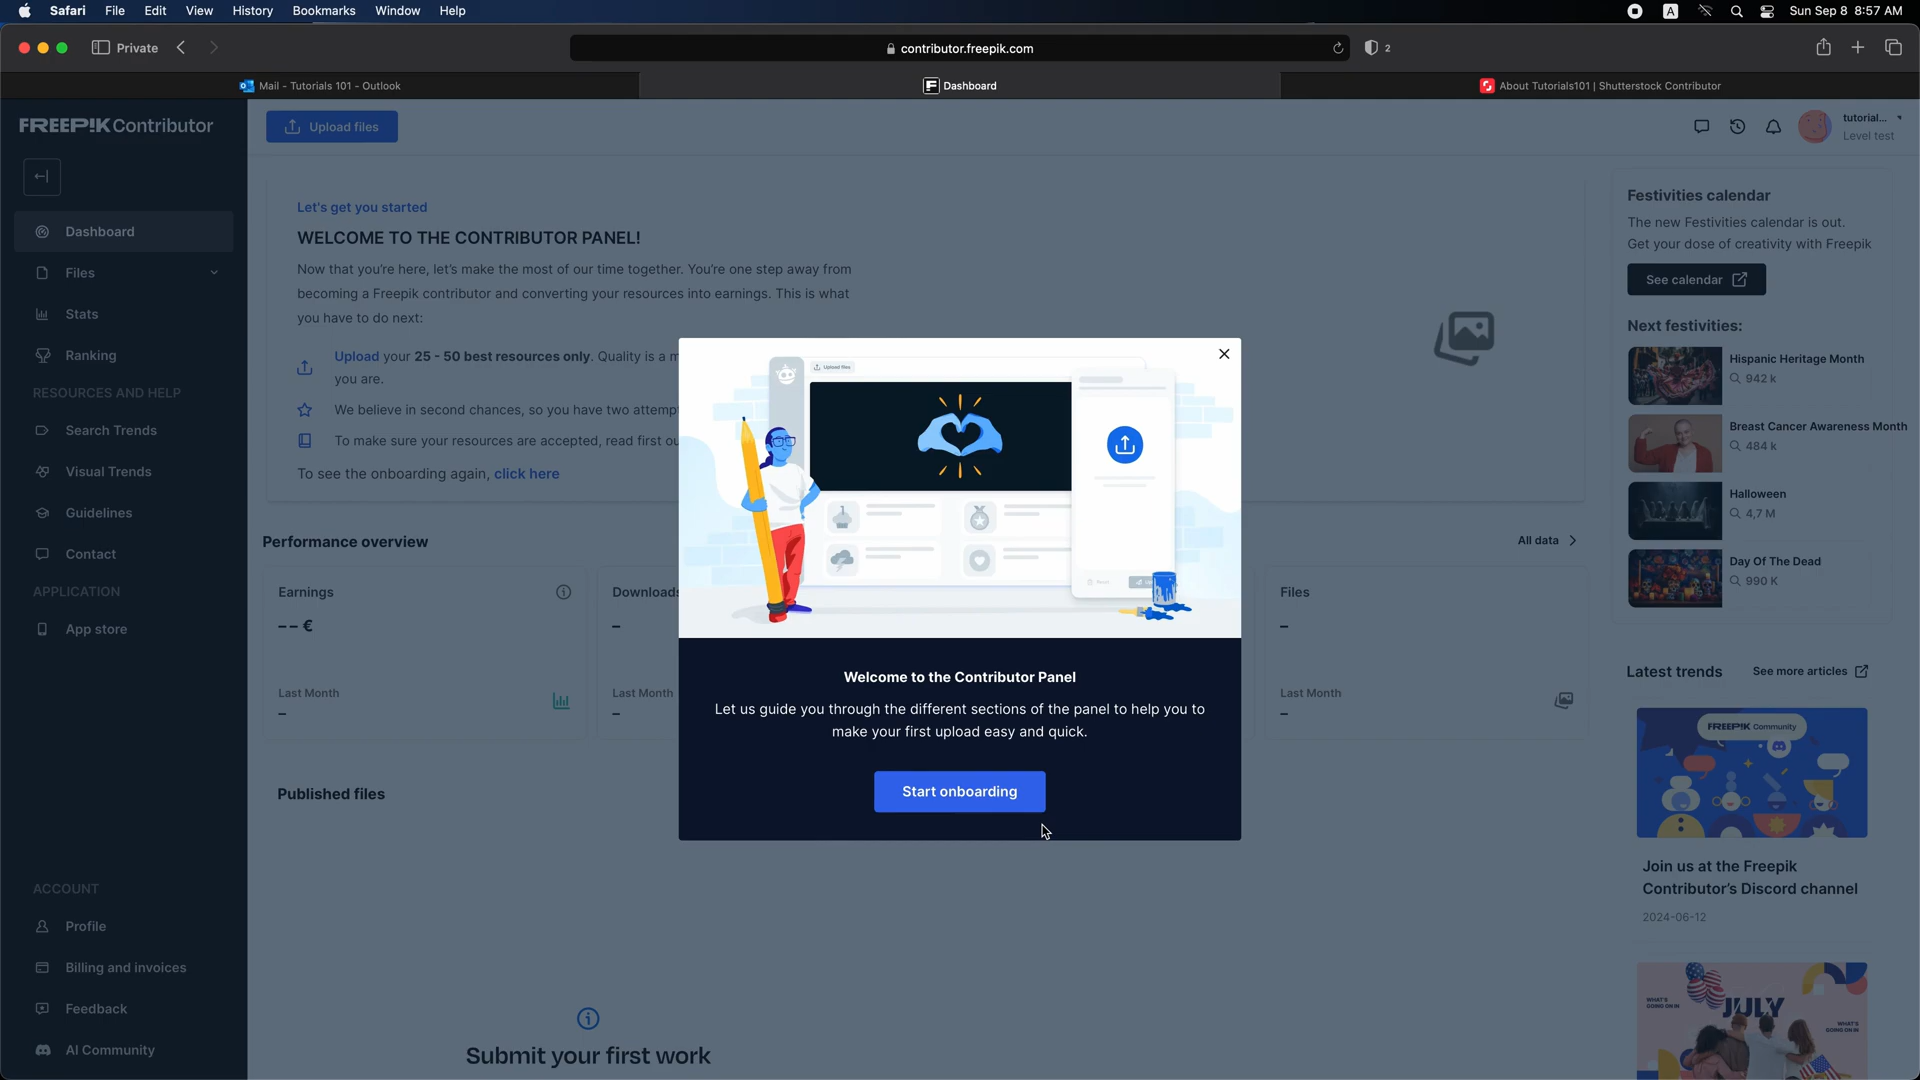 Safari File Edit View History Bookmarks Window Help
A
Sun Sep 8 8:57 AM
Private
contributor.freepik.com
2
Mail - Tutorials 101 - Outlook
Dashboard
About Tutorials101 | Shutterstock Contributor
FREEP!K Contributor
Upload files
tutorial...
Level test
Dashboard
Files
Stats
Ranking
RESOURCES AND HELP
Search Trends
Visual Trends
Guidelines
Contact
APPLICATION
App store
ACCOUNT
Profile
Billing and invoices
Feedback
AI Community
Let's get you started
WELCOME TO THE CONTRIBUTOR PANEL!
Now that you're here, let's make the most of our time together. You're one step away from
becoming a Freepik contributor and converting your resources into earnings. This is what
you have to do next:
Upload your 25 - 50 best resources only. Quality is a m
you are.
We believe in second chances, so you have two attemp
To make sure your resources are accepted, read first ou
To see the onboarding again, click here
Performance overview
All data
Earnings
-- €
Last Month
–
Downloads
–
Last Month
–
Files
–
Last Month
–
Published files
Submit your first work
Upload files
Welcome to the Contributor Panel
Let us guide you through the different sections of the panel to help you to
make your first upload easy and quick.
Start onboarding
Festivities calendar
The new Festivities calendar is out.
Get your dose of creativity with Freepik
See calendar
Next festivities:
Hispanic Heritage Month
942 k
Breast Cancer Awareness Month
484 k
Halloween
4,7 M
Day Of The Dead
990 K
Latest trends
See more articles
FREEP!K Community
Join us at the Freepik
Contributor's Discord channel
2024-06-12
WHAT'S
GOING ON IN
JULY
WHAT'S
GOING ON IN